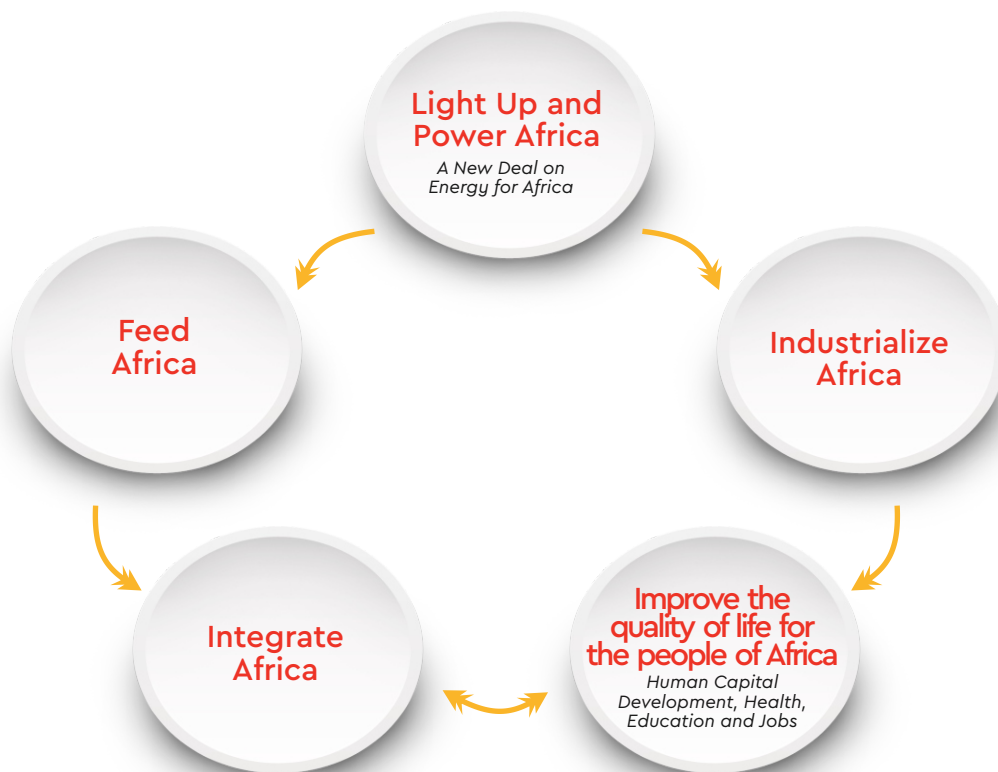 Light Up and
Power Africa
A New Deal on
Energy for Africa
Feed
Africa
Industrialize
Africa
Integrate
Africa
Improve the
quality of life for
the people of Africa
Human Capital
Development, Health,
Education and Jobs